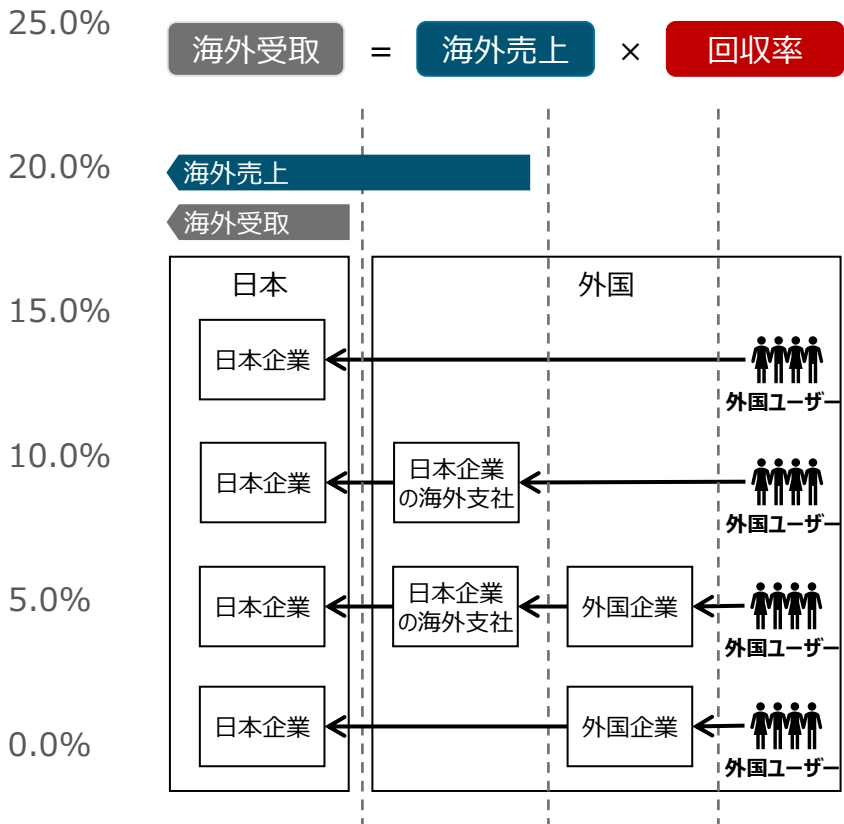 25.0%
海外受取 = 海外売上 × 回収率
20.0%
海外売上
海外受取
日本
外国
15.0%
日本企業
外国ユーザー
10.0%
日本企業
日本企業
の海外支社
外国ユーザー
5.0%
日本企業
日本企業
の海外支社
外国企業
外国ユーザー
0.0%
日本企業
外国企業
外国ユーザー